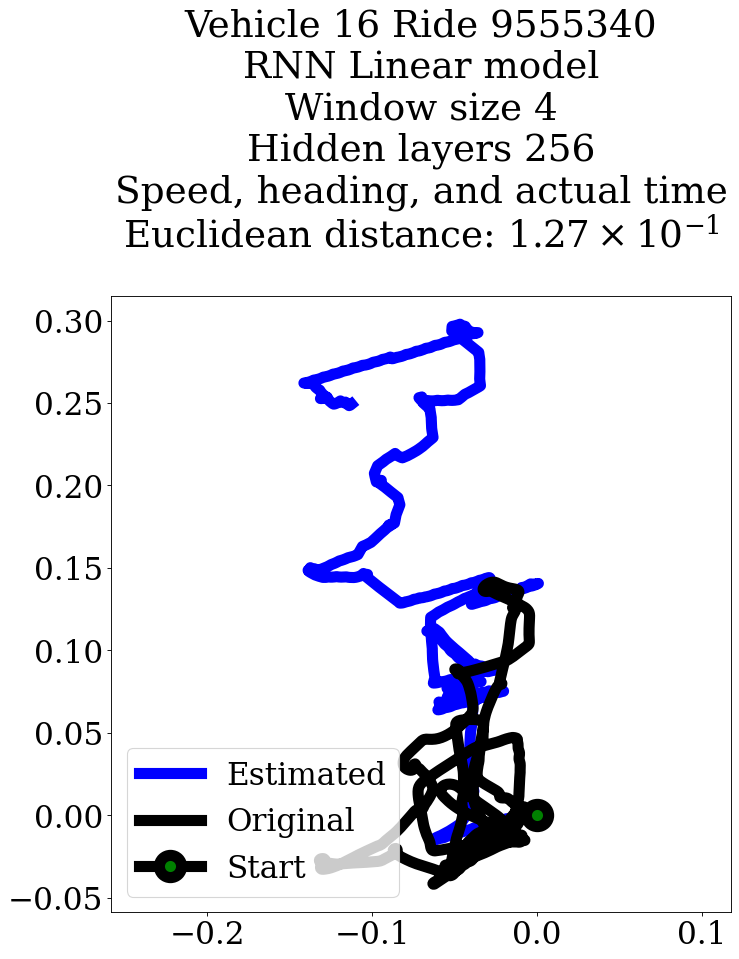 Vehicle 16 Ride 9555340
RNN Linear model
Window size 4
Hidden layers 256
Speed, heading, and actual time
Euclidean distance: 1.27 × 10⁻¹
0.30
0.25
0.20
0.15
0.10
0.05
0.00
−0.05
Estimated
Original
Start
−0.2 −0.1 0.0 0.1